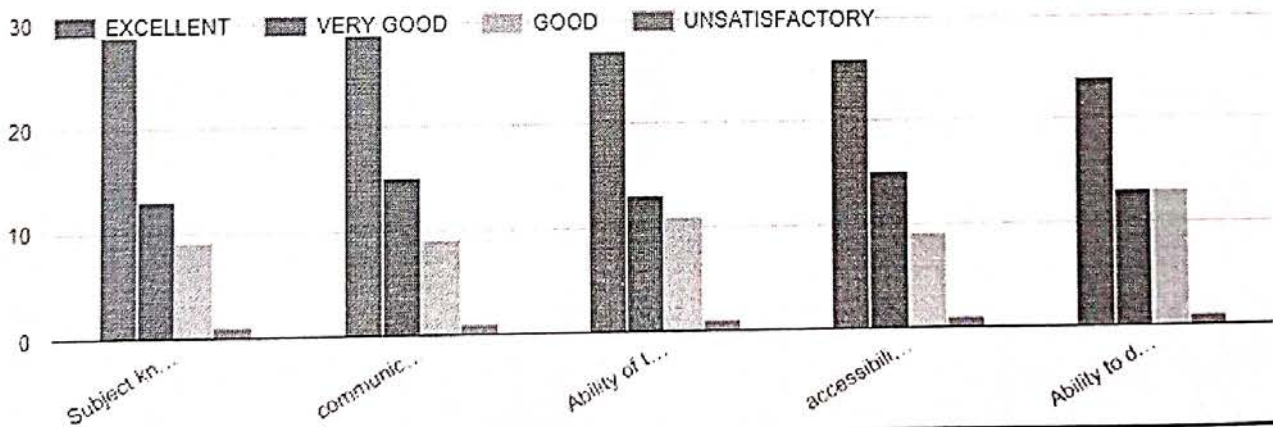 EXCELLENT VERY GOOD GOOD UNSATISFACTORY
30
20
10
0
Subject kn...
communic...
Ability of t...
accessibili...
Ability to d...